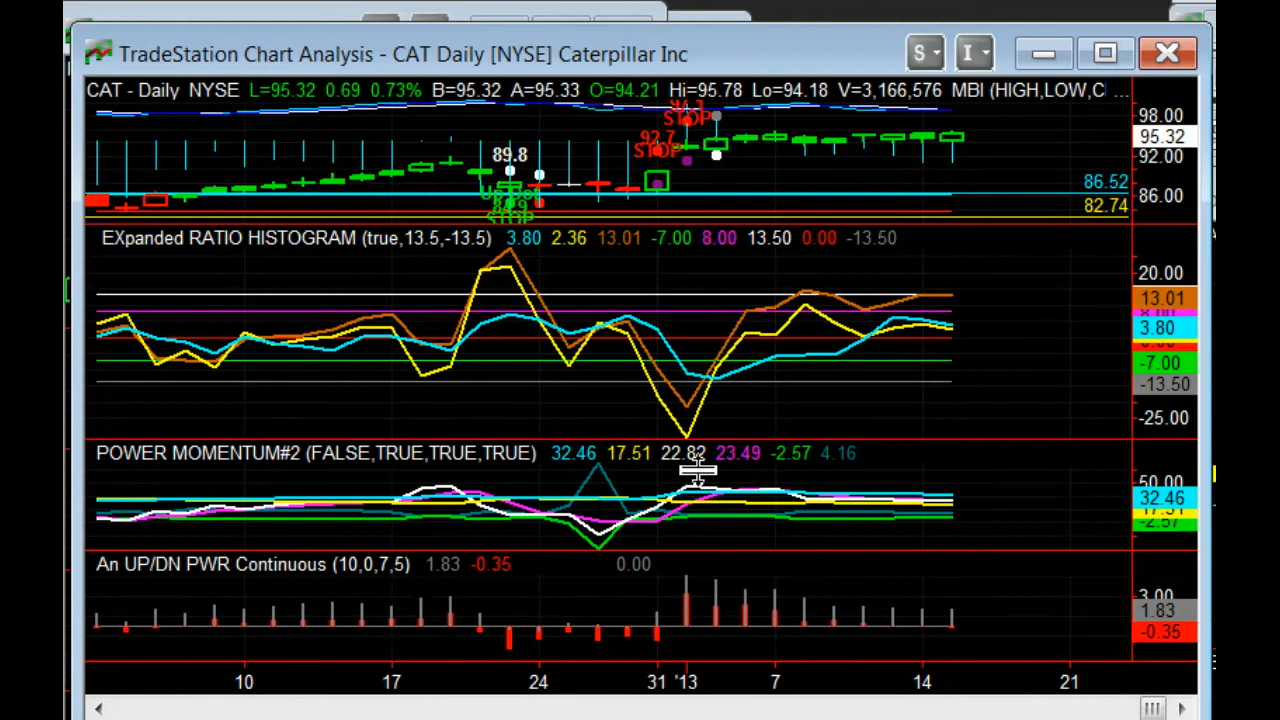 TradeStation Chart Analysis - CAT Daily [NYSE] Caterpillar Inc
S I
CAT - Daily NYSE L=95.32 0.69 0.73% B=95.32 A=95.33 O=94.21 Hi=95.78 Lo=94.18 V=3,166,576 MBI (HIGH,LOW,C ...
98.00
STOP
95.32
92.7
STOP
89.8
92.00
86.52
86.00
82.74
STOP
EXpanded RATIO HISTOGRAM (true,13.5,-13.5) 3.80 2.36 13.01 -7.00 8.00 13.50 0.00 -13.50
20.00
13.01
8.00
3.80
-7.00
-13.50
-25.00
POWER MOMENTUM#2 (FALSE,TRUE,TRUE,TRUE) 32.46 17.51 22.82 23.49 -2.57 4.16
50.00
32.46
17.51
-2.57
An UP/DN PWR Continuous (10,0,7,5) 1.83 -0.35 0.00
3.00
1.83
-0.35
10 17 24 31 '13 7 14 21